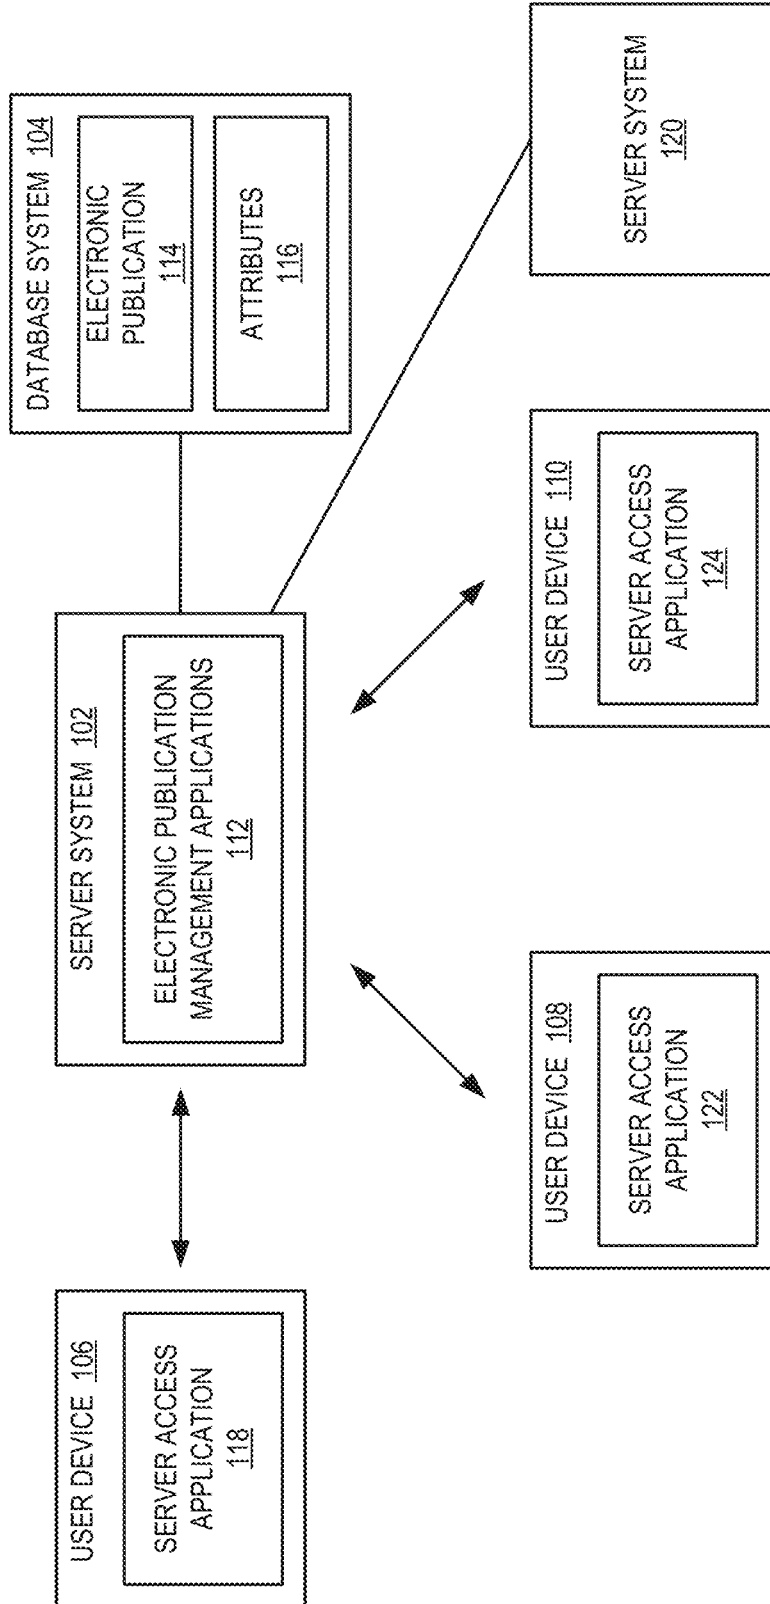 USER DEVICE 106
SERVER ACCESS
APPLICATION
118
SERVER SYSTEM 102
ELECTRONIC PUBLICATION
MANAGEMENT APPLICATIONS
112
DATABASE SYSTEM 104
ELECTRONIC
PUBLICATION
114
ATTRIBUTES
116
USER DEVICE 108
SERVER ACCESS
APPLICATION
122
USER DEVICE 110
SERVER ACCESS
APPLICATION
124
SERVER SYSTEM
120